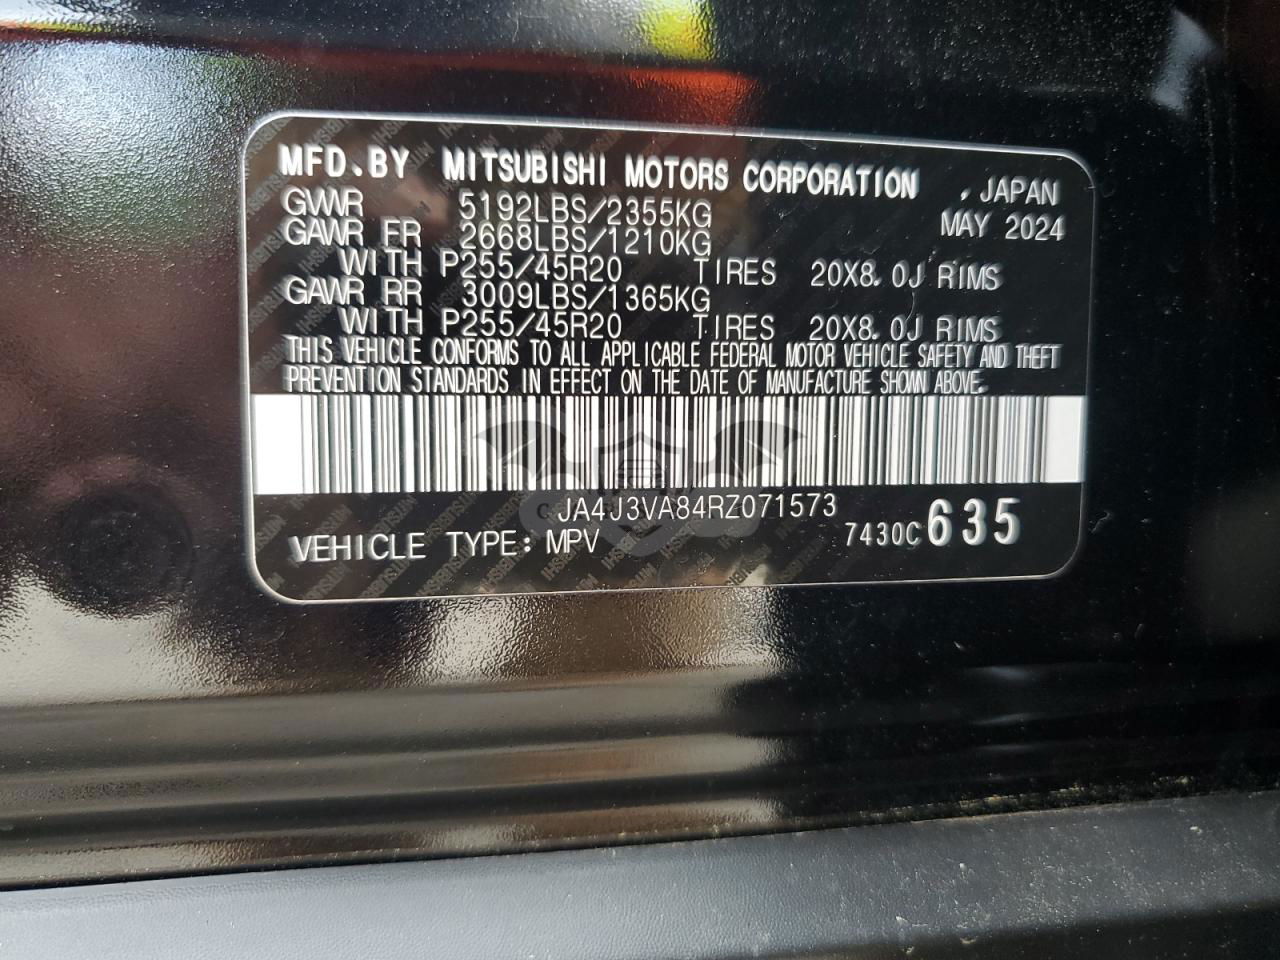 MFD.BY MITSUBISHI MOTORS CORPORATION , JAPAN
GVWR 5192LBS/2355KG MAY 2024
GAWR FR 2668LBS/1210KG
WITH P255/45R20 TIRES 20X8.0J RIMS
GAWR RR 3009LBS/1365KG
WITH P255/45R20 TIRES 20X8.0J RIMS
THIS VEHICLE CONFORMS TO ALL APPLICABLE FEDERAL MOTOR VEHICLE SAFETY AND THEFT
PREVENTION STANDARDS IN EFFECT ON THE DATE OF MANUFACTURE SHOWN ABOVE.
JA4J3VA84RZ071573
VEHICLE TYPE: MPV 7430C 635